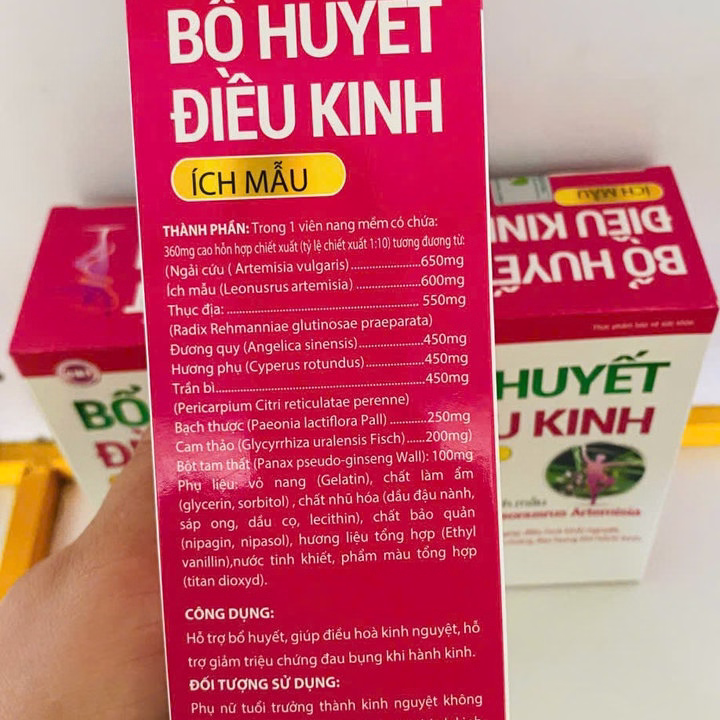 BỔ HUYẾT
ĐIỀU KINH
ÍCH MẪU
THÀNH PHẦN: Trong 1 viên nang mềm có chứa:
360mg cao hỗn hợp chiết xuất (tỷ lệ chiết xuất 1:10) tương đương từ:
(Ngải cứu ( Artemisia vulgaris)....................650mg
Ích mẫu (Leonusrus artemisia) ..................600mg
Thục địa: .................................................. 550mg
(Radix Rehmanniae glutinosae praeparata)
Đương quy (Angelica sinensis)...................450mg
Hương phụ (Cyperus rotundus)..................450mg
Trần bì.......................................................450mg
(Pericarpium Citri reticulatae perenne)
Bạch thược (Paeonia lactiflora Pall) ...........250mg
Cam thảo (Glycyrrhiza uralensis Fisch)......200mg)
Bột tam thất (Panax pseudo-ginseng Wall): 100mg
Phụ liệu: vỏ nang (Gelatin), chất làm ẩm
(glycerin, sorbitol) , chất nhũ hóa (dầu đậu nành,
sáp ong, dầu cọ, lecithin), chất bảo quản
(nipagin, nipasol), hương liệu tổng hợp (Ethyl
vanillin),nước tinh khiết, phẩm màu tổng hợp
(titan dioxyd).
CÔNG DỤNG:
Hỗ trợ bổ huyết, giúp điều hoà kinh nguyệt, hỗ
trợ giảm triệu chứng đau bụng khi hành kinh.
ĐỐI TƯỢNG SỬ DỤNG:
Phụ nữ tuổi trưởng thành kinh nguyệt không
BỔ
ÍCH MẪU
ĐIỀU KINH
BỔ HUYẾ
Thực phẩm bảo vệ sức khỏe
HUYẾT
U KINH
Artemisia